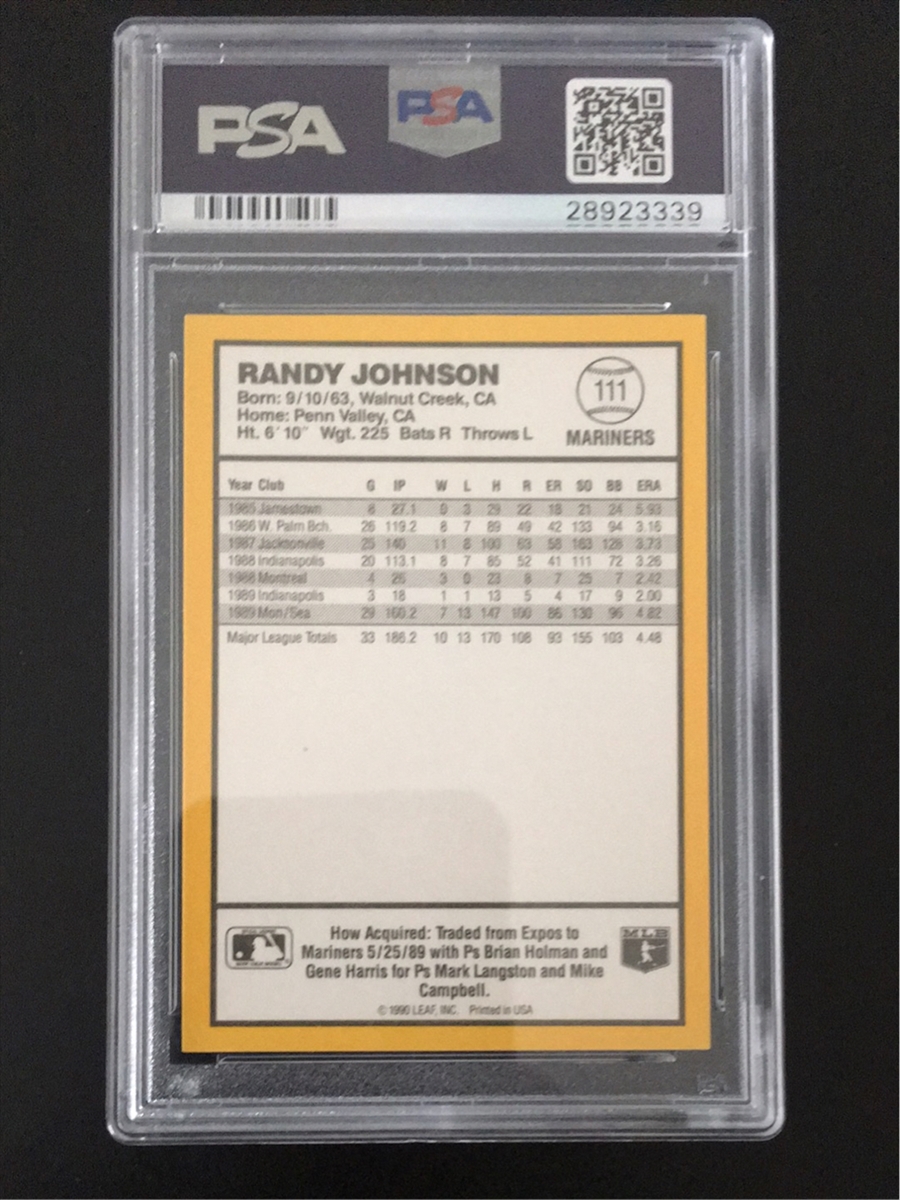 PSA
PSA
28923339
RANDY JOHNSON
Born: 9/10/63, Walnut Creek, CA
Home: Penn Valley, CA
Ht. 6' 10" Wgt. 225 Bats R Throws L
111
MARINERS
Year Club G IP W L H R ER SO BB ERA
1985 Jamestown 8 27.1 0 3 29 22 18 21 24 5.93
1986 W. Palm Bch. 26 119.2 8 7 89 49 42 133 94 3.16
1987 Jacksonville 25 140 11 8 100 63 58 163 128 3.73
1988 Indianapolis 20 113.1 8 7 85 52 41 111 72 3.26
1988 Montreal 4 26 3 0 23 8 7 25 7 2.42
1989 Indianapolis 3 18 1 1 13 5 4 17 9 2.00
1989 Mon/Sea 29 160.2 7 13 147 100 86 130 96 4.82
Major League Totals 33 186.2 10 13 170 108 93 155 103 4.48
How Acquired: Traded from Expos to
Mariners 5/25/89 with Ps Brian Holman and
Gene Harris for Ps Mark Langston and Mike
Campbell.
MLB
© 1990 LEAF, INC. Printed in USA